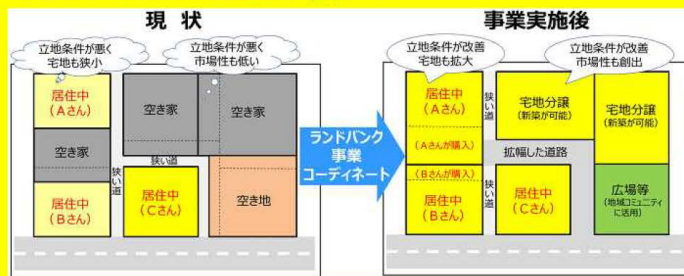 現 状
立地条件が悪く
宅地も狭小
立地条件が悪く
市場性も低い
居住中
(Aさん)
空き家
空き家
空き家
狭い道
狭い道
居住中
(Bさん)
居住中
(Cさん)
空き地
ランドバンク
事業
コーディネート
事業実施後
立地条件が改善
宅地も拡大
立地条件が改善
市場性も創出
居住中
(Aさん)
狭い道
宅地分譲
(新築が可能)
宅地分譲
(新築が可能)
(Aさんが購入)
拡幅した道路
(Bさんが購入)
居住中
(Bさん)
狭い道
居住中
(Cさん)
広場等
(地域コミュニティ
に活用)